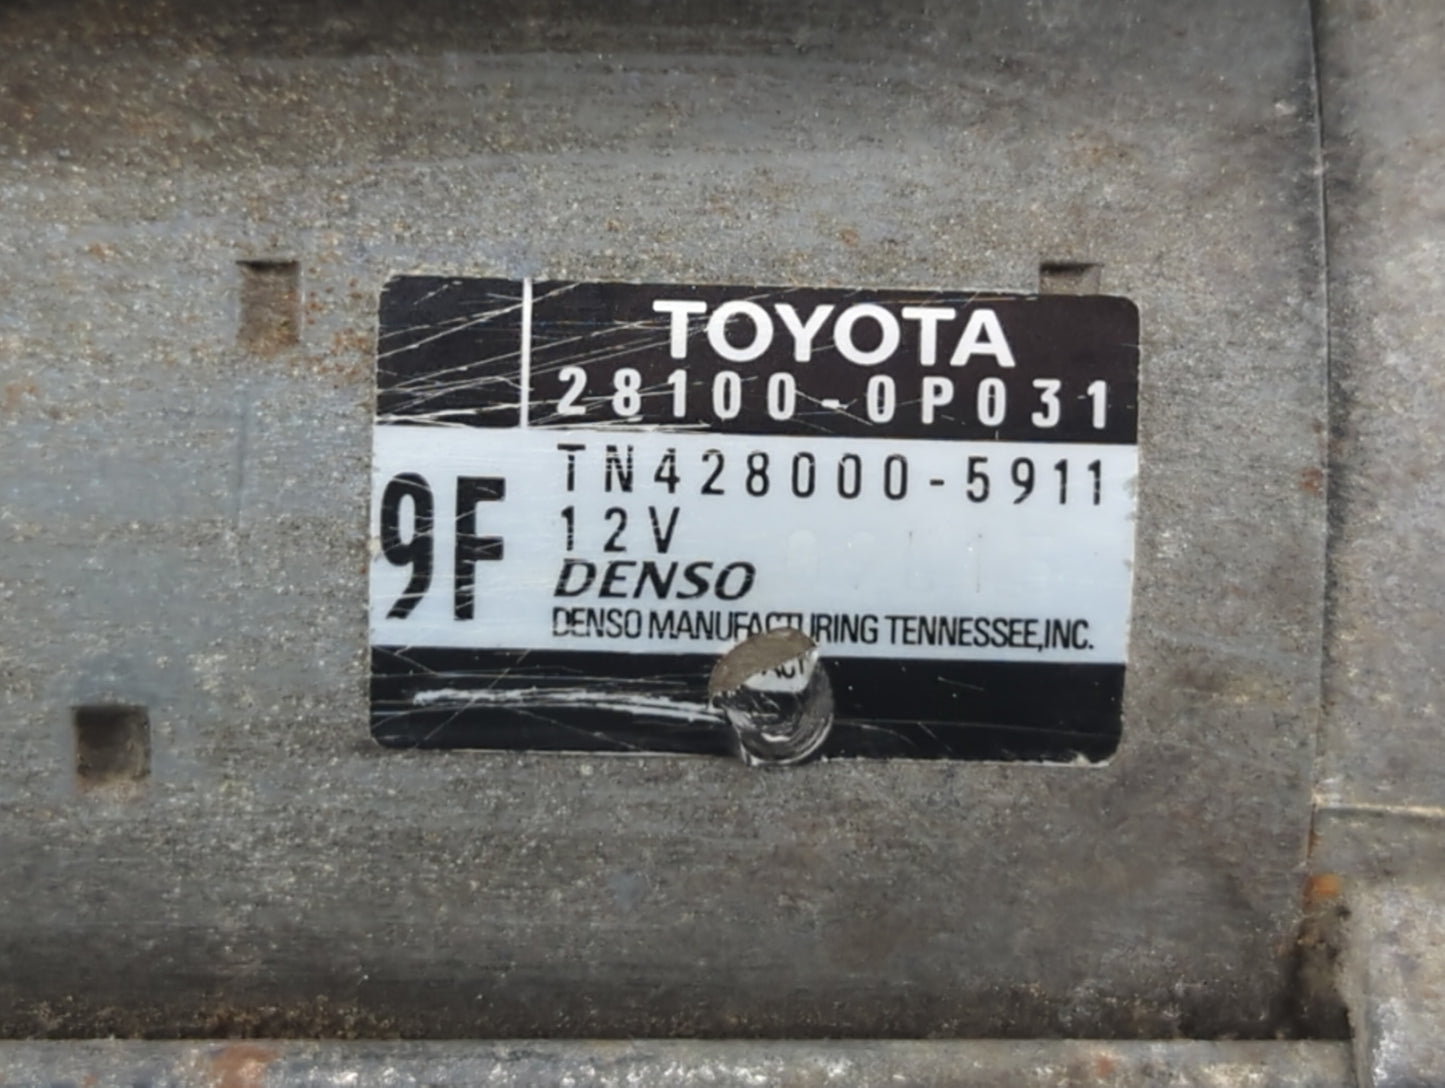 TOYOTA
28100-0P031
9F
TN428000-5911
12V
DENSO
DENSO MANUFACTURING TENNESSEE,INC.